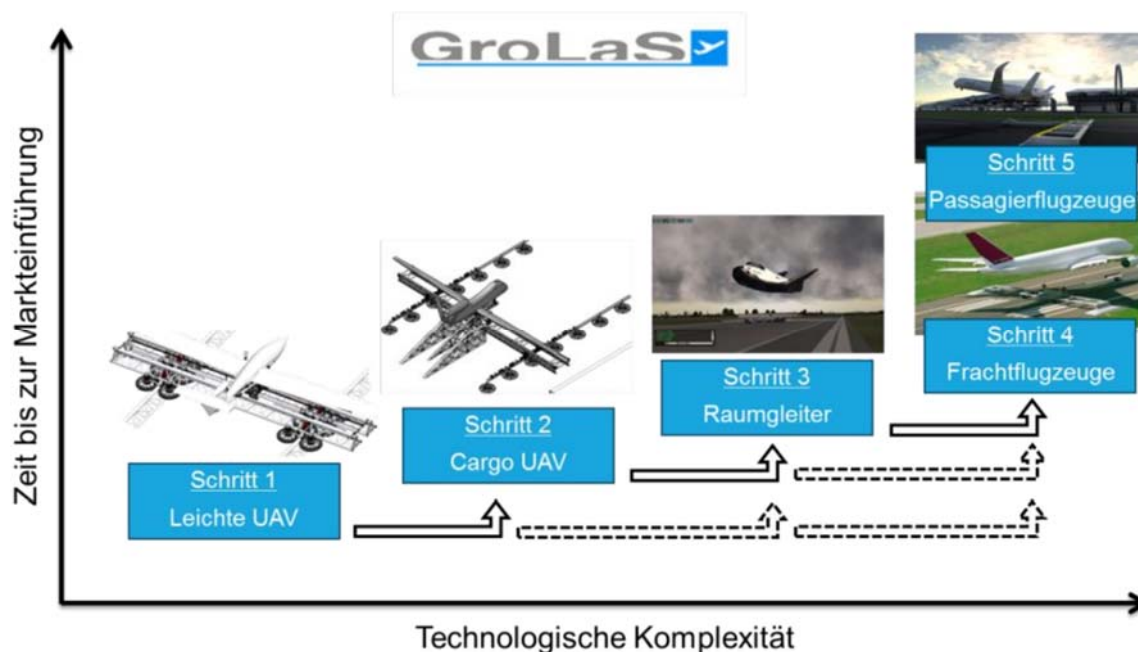 GroLaS
Zeit bis zur Markteinführung
Schritt 5
Passagierflugzeuge
Schritt 4
Frachtflugzeuge
Schritt 3
Raumgleiter
Schritt 2
Cargo UAV
Schritt 1
Leichte UAV
Technologische Komplexität